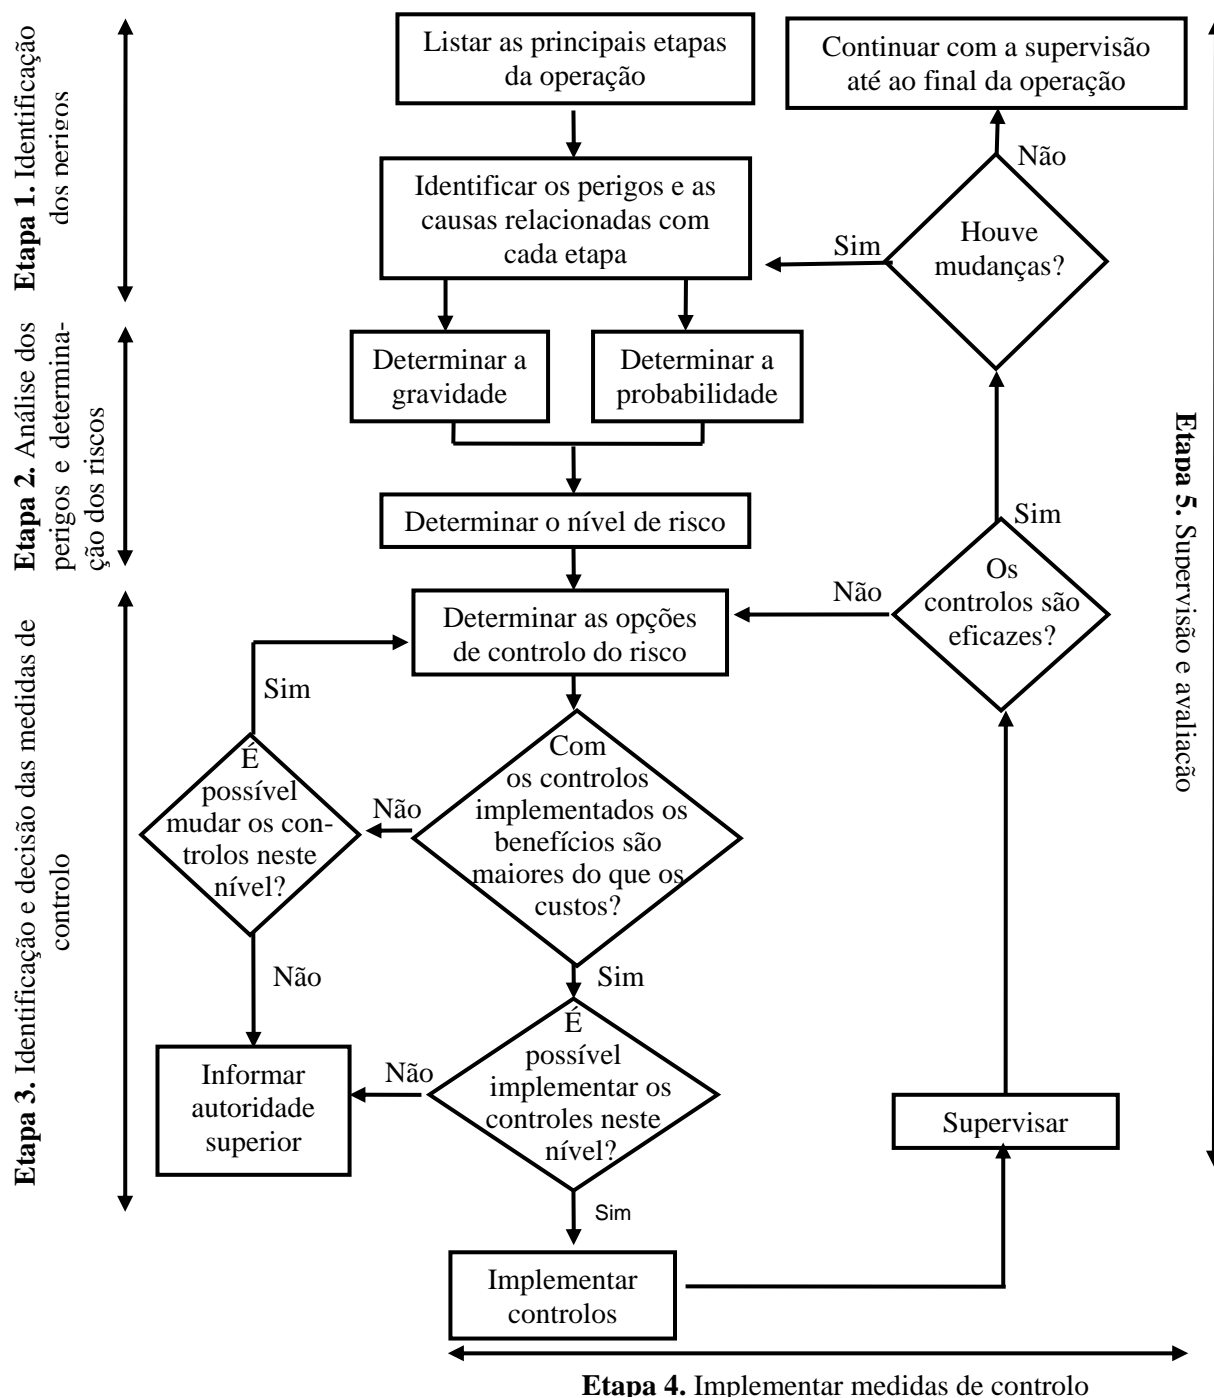 Etapa 1. Identificação
dos perigos
Listar as principais etapas
da operação
Continuar com a supervisão
até ao final da operação
Não
Identificar os perigos e as
causas relacionadas com
cada etapa
Sim
Houve
mudanças?
Etapa 2. Análise dos
perigos e determina-
ção dos riscos
Determinar a
gravidade
Determinar a
probabilidade
Determinar o nível de risco
Sim
Os
controlos são
eficazes?
Não
Etapa 5. Supervisão e avaliação
Etapa 3. Identificação e decisão das medidas de
controlo
Determinar as opções
de controlo do risco
Sim
É
possível
mudar os con-
trolos neste
nível?
Não
Com
os controlos
implementados os
benefícios são
maiores do que os
custos?
Não
Sim
Informar
autoridade
superior
Não
É
possível
implementar os
controles neste
nível?
Supervisar
Sim
Implementar
controlos
Etapa 4. Implementar medidas de controlo